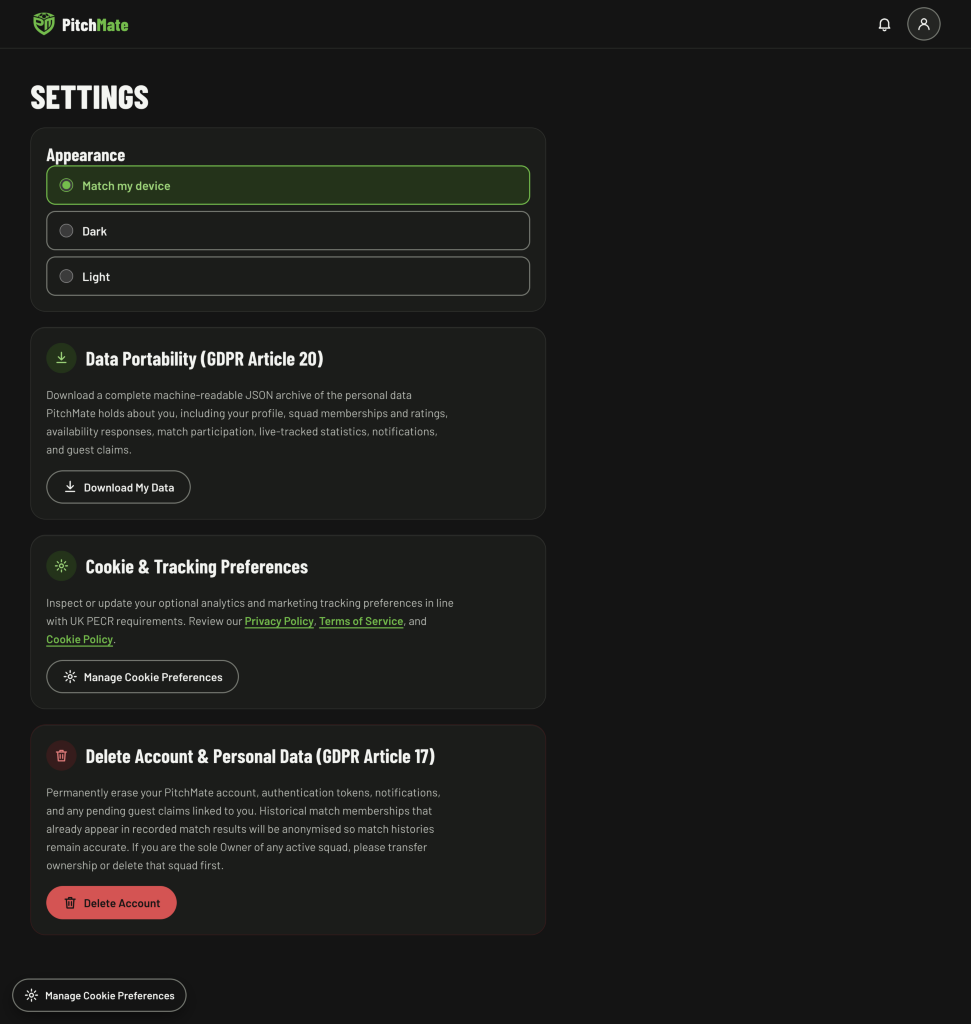 PitchMate
SETTINGS
Appearance
Match my device
Dark
Light
Data Portability (GDPR Article 20)
Download a complete machine-readable JSON archive of the personal data
PitchMate holds about you, including your profile, squad memberships and ratings,
availability responses, match participation, live-tracked statistics, notifications,
and guest claims.
Download My Data
Cookie & Tracking Preferences
Inspect or update your optional analytics and marketing tracking preferences in line
with UK PECR requirements. Review our Privacy Policy, Terms of Service, and
Cookie Policy.
Manage Cookie Preferences
Delete Account & Personal Data (GDPR Article 17)
Permanently erase your PitchMate account, authentication tokens, notifications,
and any pending guest claims linked to you. Historical match memberships that
already appear in recorded match results will be anonymised so match histories
remain accurate. If you are the sole Owner of any active squad, please transfer
ownership or delete that squad first.
Delete Account
Manage Cookie Preferences